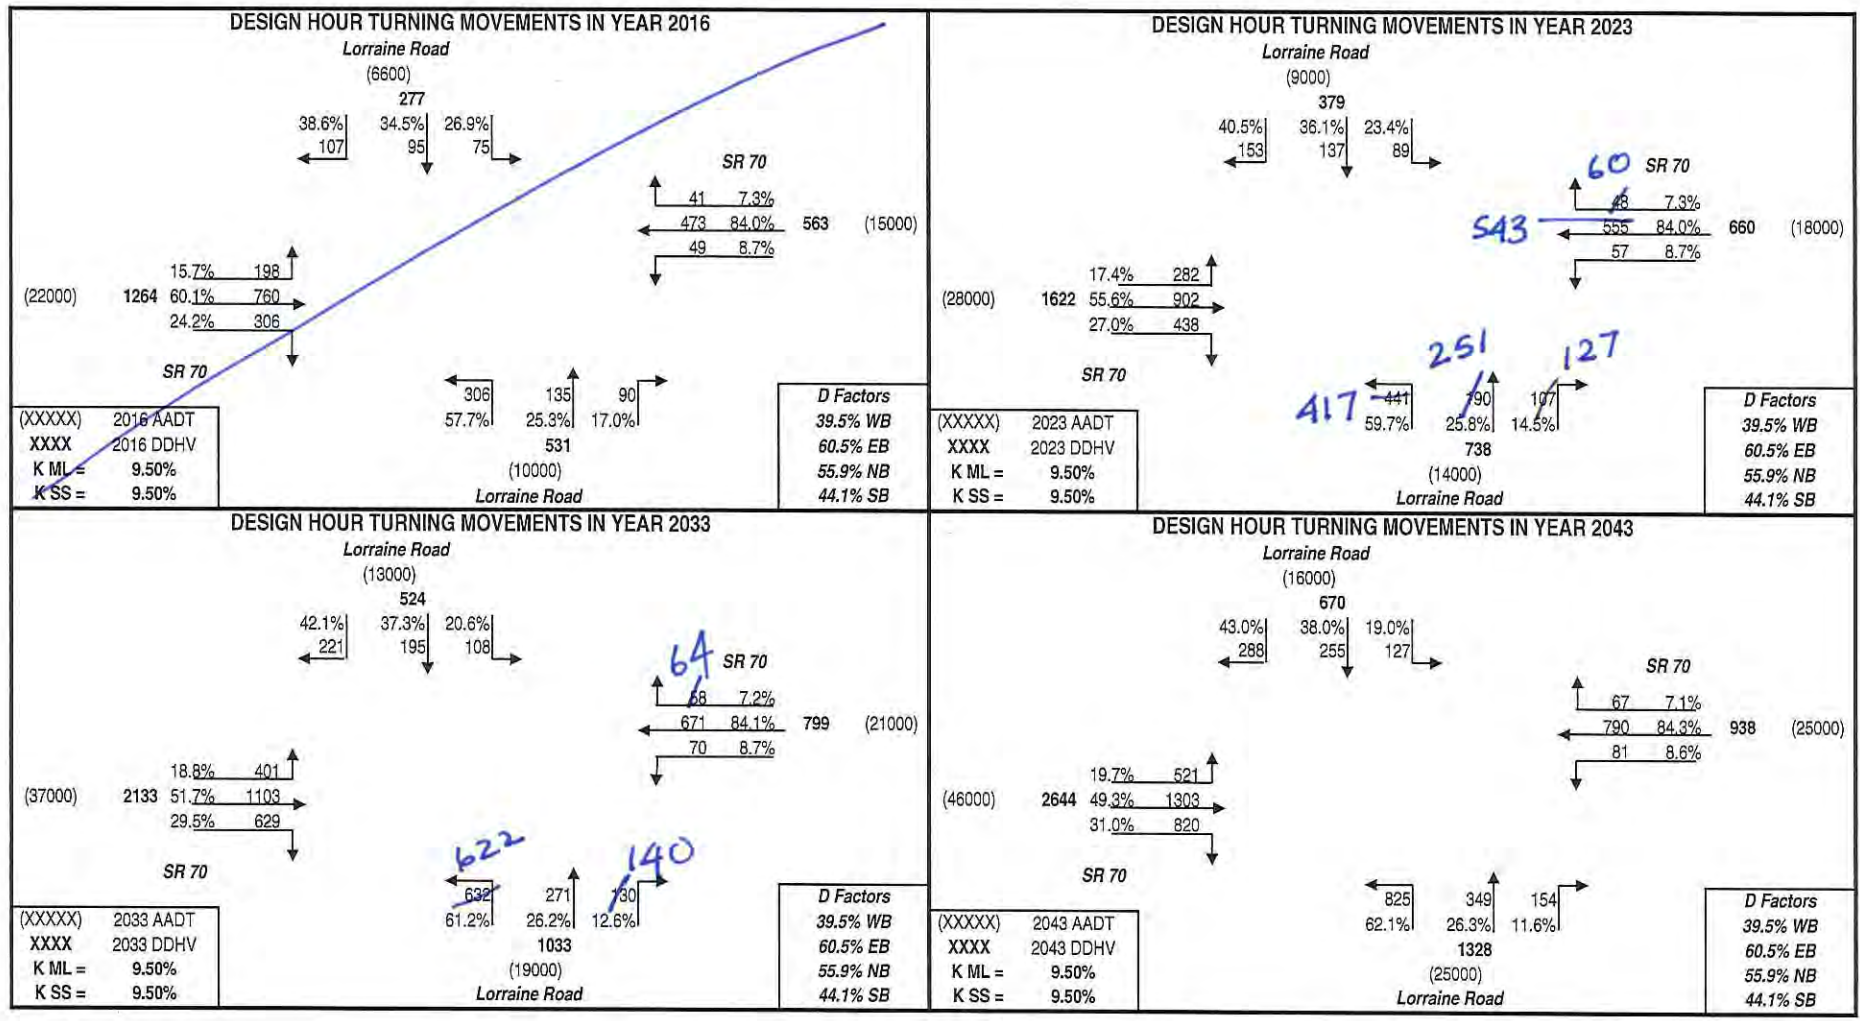 DESIGN HOUR TURNING MOVEMENTS IN YEAR 2016
Lorraine Road
(6600)
277
38.6% 34.5% 26.9%
107 95 75
SR 70
41 7.3%
473 84.0% 563 (15000)
49 8.7%
15.7% 198
(22000) 1264 60.1% 760
24.2% 306
SR 70
306 135 90
57.7% 25.3% 17.0%
531
(10000)
Lorraine Road
(XXXXX) 2016 AADT
XXXX 2016 DDHV
K ML = 9.50%
K SS = 9.50%
D Factors
39.5% WB
60.5% EB
55.9% NB
44.1% SB
DESIGN HOUR TURNING MOVEMENTS IN YEAR 2023
Lorraine Road
(9000)
379
40.5% 36.1% 23.4%
153 137 89
60 SR 70
48 7.3%
543 555 84.0% 660 (18000)
57 8.7%
17.4% 282
(28000) 1622 55.6% 902
27.0% 438
SR 70
251 127
417 441 190 107
59.7% 25.8% 14.5%
738
(14000)
Lorraine Road
(XXXXX) 2023 AADT
XXXX 2023 DDHV
K ML = 9.50%
K SS = 9.50%
D Factors
39.5% WB
60.5% EB
55.9% NB
44.1% SB
DESIGN HOUR TURNING MOVEMENTS IN YEAR 2033
Lorraine Road
(13000)
524
42.1% 37.3% 20.6%
221 195 108
64 SR 70
58 7.2%
671 84.1% 799 (21000)
70 8.7%
18.8% 401
(37000) 2133 51.7% 1103
29.5% 629
SR 70
622 140
632 271 130
61.2% 26.2% 12.6%
1033
(19000)
Lorraine Road
(XXXXX) 2033 AADT
XXXX 2033 DDHV
K ML = 9.50%
K SS = 9.50%
D Factors
39.5% WB
60.5% EB
55.9% NB
44.1% SB
DESIGN HOUR TURNING MOVEMENTS IN YEAR 2043
Lorraine Road
(16000)
670
43.0% 38.0% 19.0%
288 255 127
SR 70
67 7.1%
790 84.3% 938 (25000)
81 8.6%
19.7% 521
(46000) 2644 49.3% 1303
31.0% 820
SR 70
825 349 154
62.1% 26.3% 11.6%
1328
(25000)
Lorraine Road
(XXXXX) 2043 AADT
XXXX 2043 DDHV
K ML = 9.50%
K SS = 9.50%
D Factors
39.5% WB
60.5% EB
55.9% NB
44.1% SB